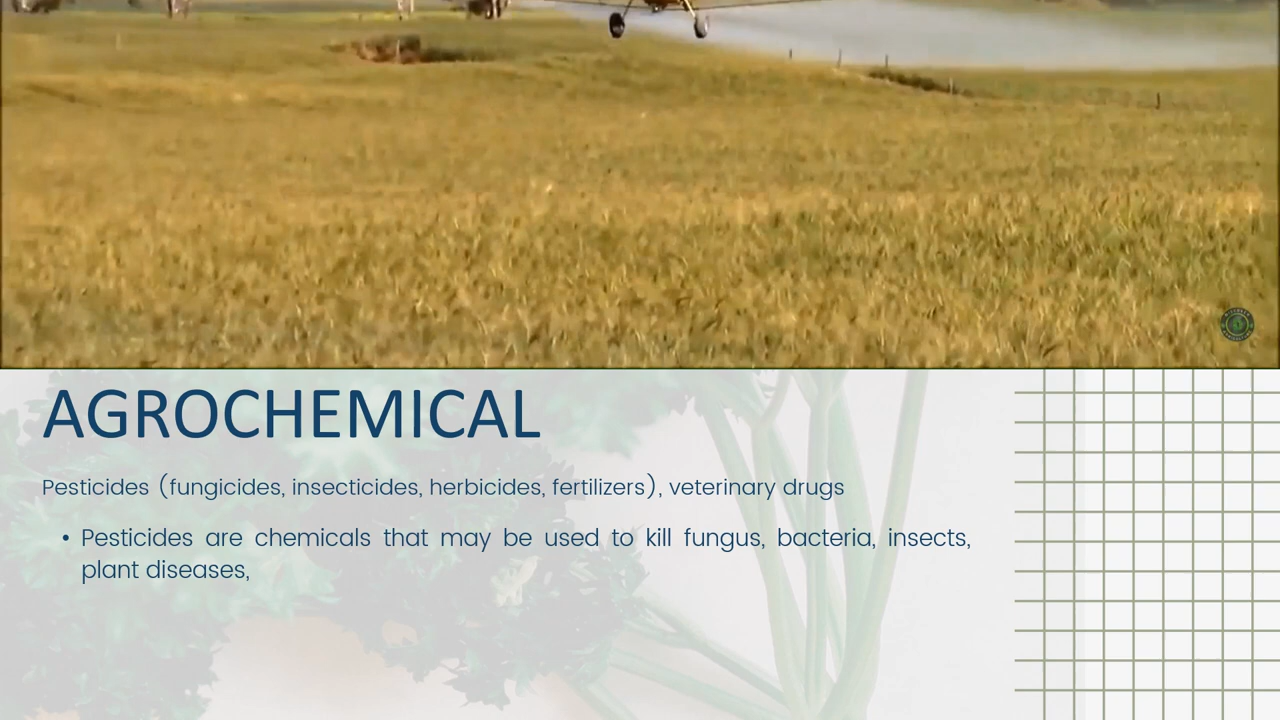 AGROCHEMICAL
Pesticides (fungicides, insecticides, herbicides, fertilizers), veterinary drugs
• Pesticides are chemicals that may be used to kill fungus, bacteria, insects,
plant diseases,